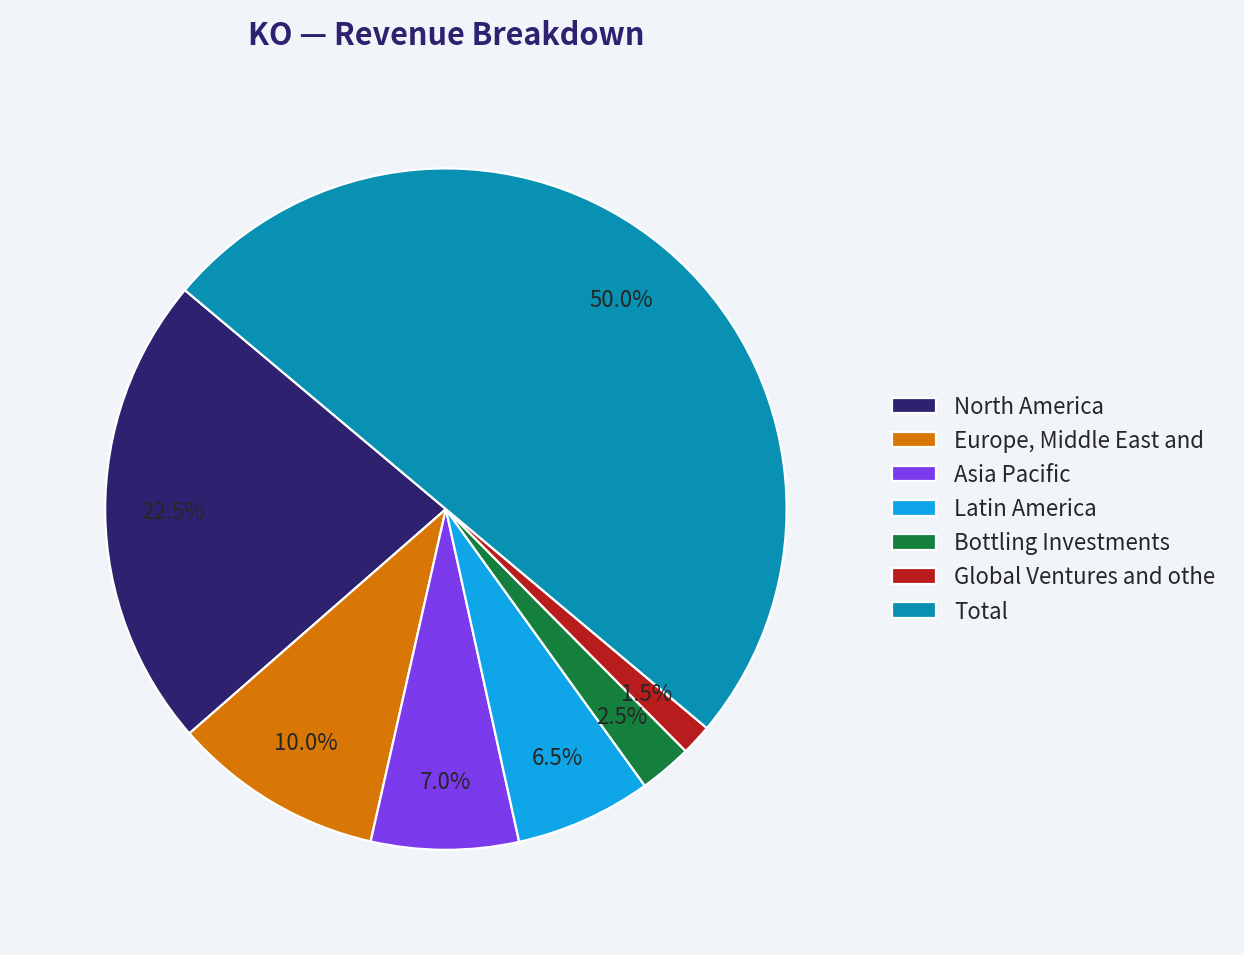 KO — Revenue Breakdown
50.0%
22.5%
10.0%
7.0%
6.5%
2.5%
1.5%
North America
Europe, Middle East and
Asia Pacific
Latin America
Bottling Investments
Global Ventures and othe
Total